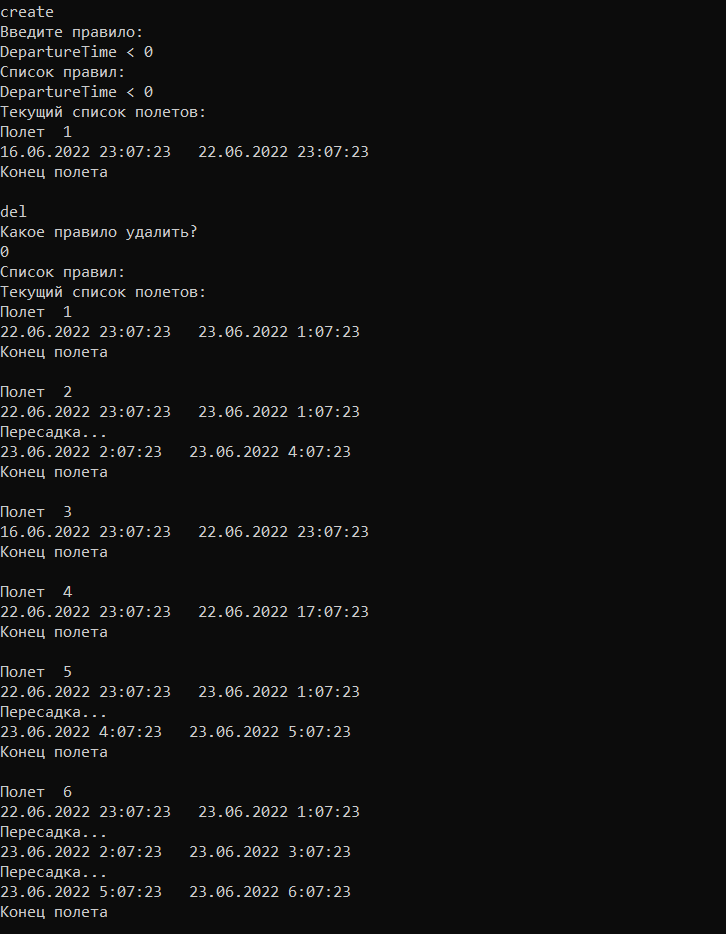 create
Введите правило:
DepartureTime < 0
Список правил:
DepartureTime < 0
Текущий список полетов:
Полет  1
16.06.2022 23:07:23   22.06.2022 23:07:23
Конец полета
del
Какое правило удалить?
0
Список правил:
Текущий список полетов:
Полет  1
22.06.2022 23:07:23   23.06.2022 1:07:23
Конец полета
Полет  2
22.06.2022 23:07:23   23.06.2022 1:07:23
Пересадка...
23.06.2022 2:07:23   23.06.2022 4:07:23
Конец полета
Полет  3
16.06.2022 23:07:23   22.06.2022 23:07:23
Конец полета
Полет  4
22.06.2022 23:07:23   22.06.2022 17:07:23
Конец полета
Полет  5
22.06.2022 23:07:23   23.06.2022 1:07:23
Пересадка...
23.06.2022 4:07:23   23.06.2022 5:07:23
Конец полета
Полет  6
22.06.2022 23:07:23   23.06.2022 1:07:23
Пересадка...
23.06.2022 2:07:23   23.06.2022 3:07:23
Пересадка...
23.06.2022 5:07:23   23.06.2022 6:07:23
Конец полета